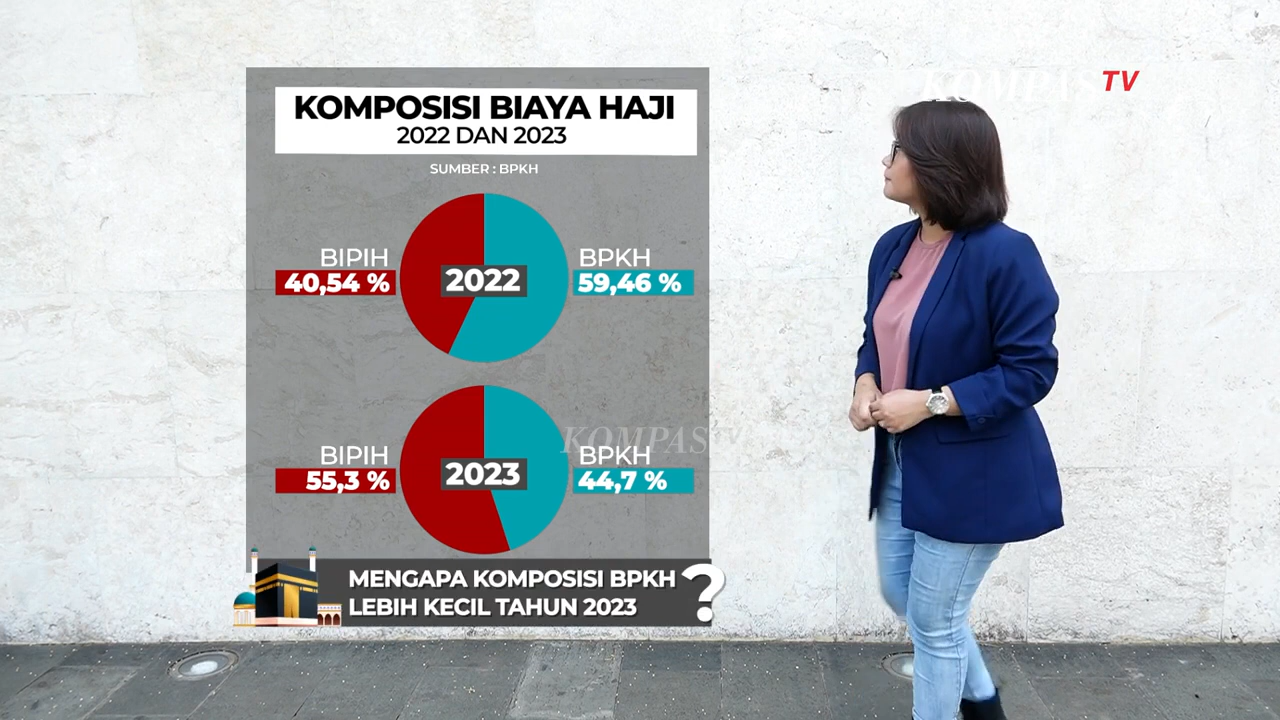 KOMPAS TV
KOMPOSISI BIAYA HAJI
2022 DAN 2023
SUMBER : BPKH
BIPIH
40,54 %
2022
BPKH
59,46 %
BIPIH
55,3 %
2023
KOMPAS TV
BPKH
44,7 %
MENGAPA KOMPOSISI BPKH
LEBIH KECIL TAHUN 2023
?